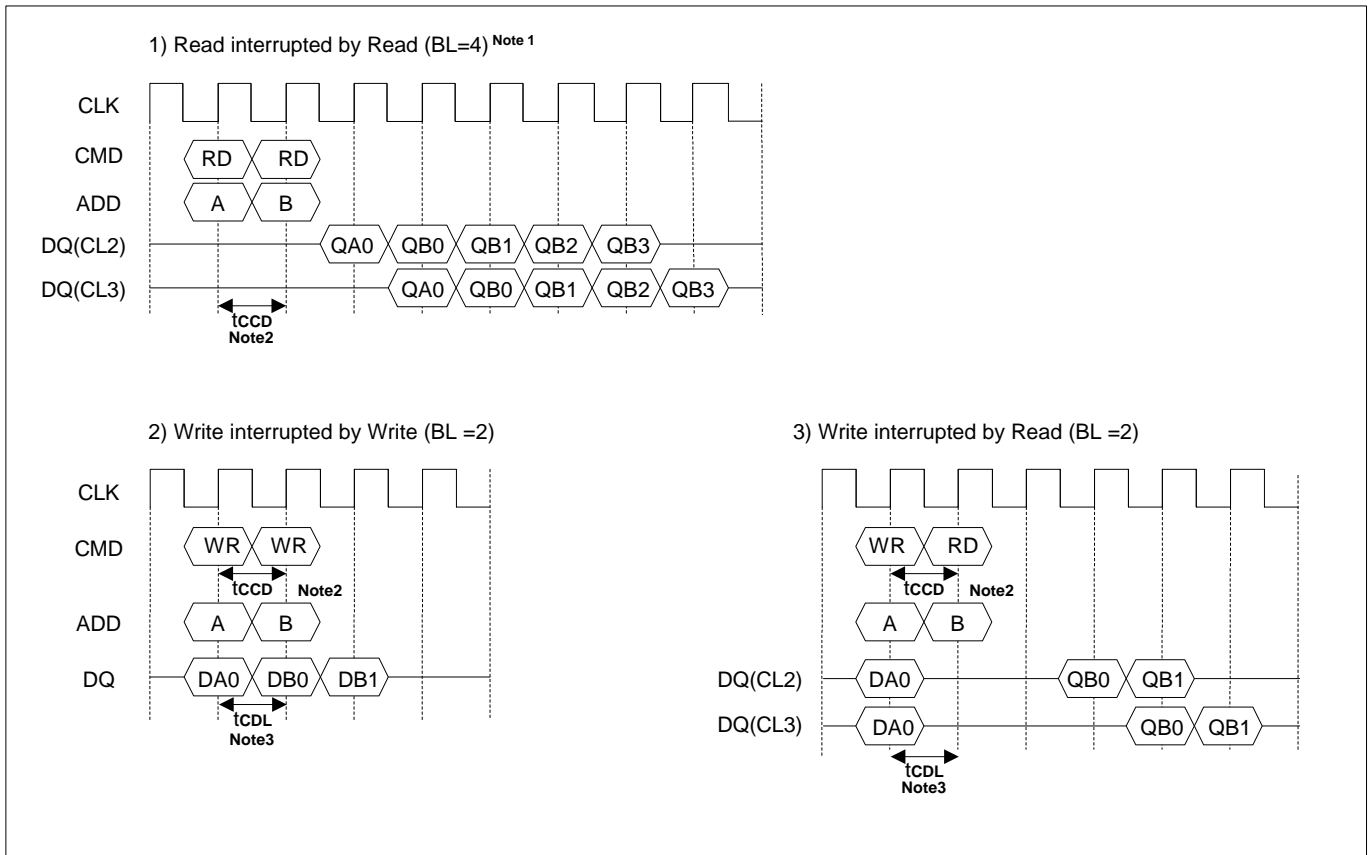 1) Read interrupted by Read (BL=4) Note 1
CLK
CMD RD RD
ADD A B
DQ(CL2) QA0 QB0 QB1 QB2 QB3
DQ(CL3) QA0 QB0 QB1 QB2 QB3
tCCD
Note2
2) Write interrupted by Write (BL =2)
CLK
CMD WR WR
tCCD Note2
ADD A B
DQ DA0 DB0 DB1
tCDL
Note3
3) Write interrupted by Read (BL =2)
WR RD
tCCD Note2
A B
DQ(CL2) DA0 QB0 QB1
DQ(CL3) DA0 QB0 QB1
tCDL
Note3